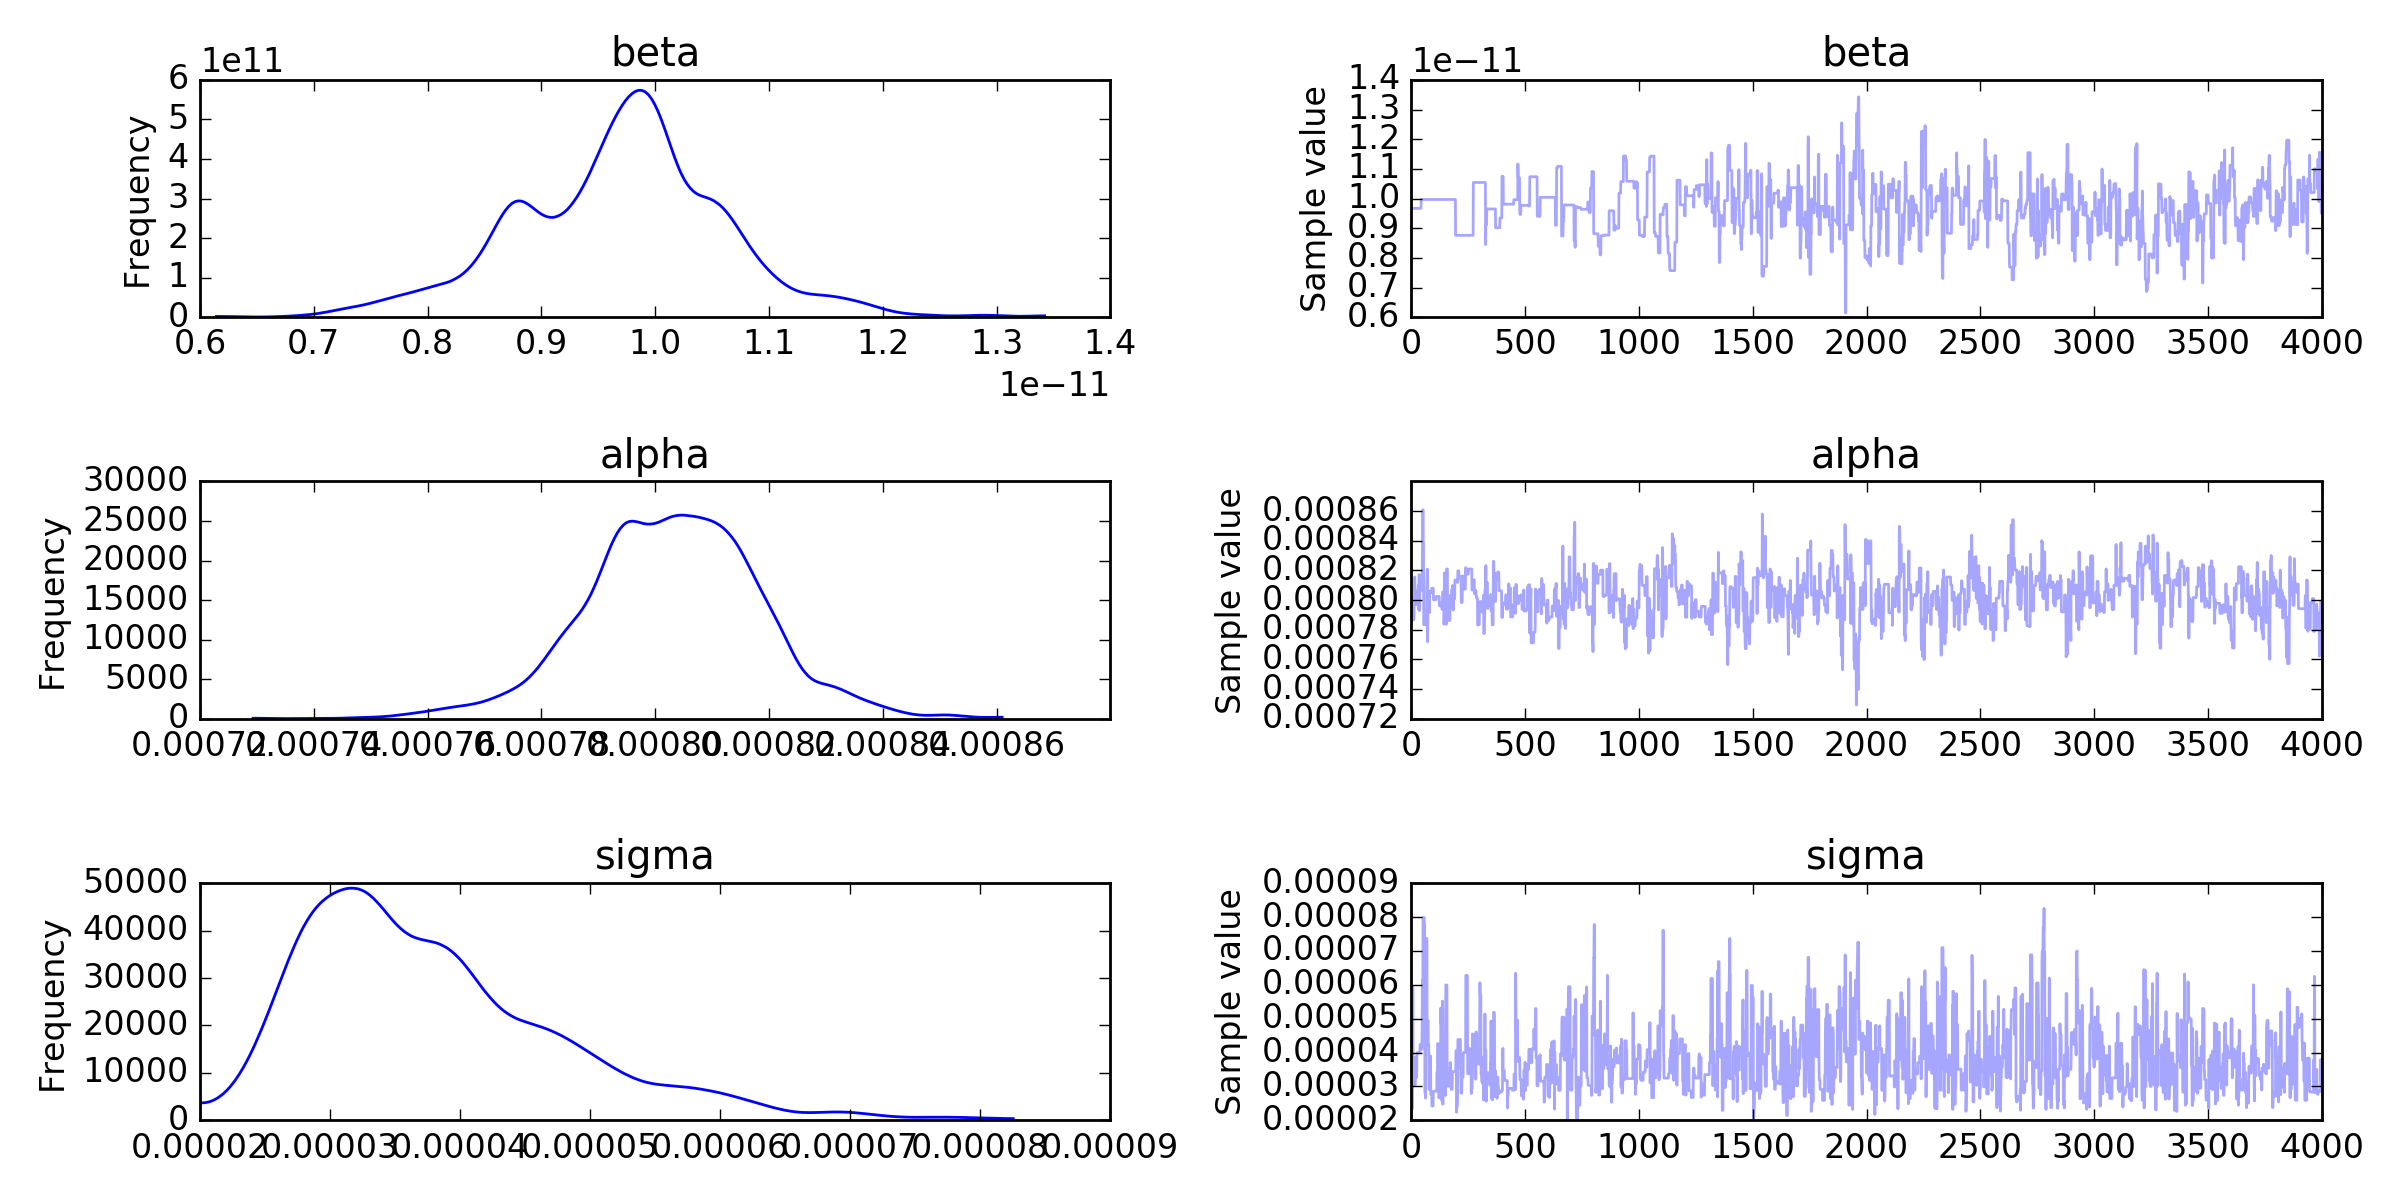 beta
1e11
6
5
4
3
2
1
0
Frequency
0.6 0.7 0.8 0.9 1.0 1.1 1.2 1.3 1.4
1e−11
beta
1e−11
1.4
1.3
1.2
1.1
1.0
0.9
0.8
0.7
0.6
Sample value
0 500 1000 1500 2000 2500 3000 3500 4000
alpha
30000
25000
20000
15000
10000
5000
0
Frequency
0.00072 0.00074 0.00076 0.00078 0.00080 0.00082 0.00084 0.00086
alpha
0.00086
0.00084
0.00082
0.00080
0.00078
0.00076
0.00074
0.00072
Sample value
0 500 1000 1500 2000 2500 3000 3500 4000
sigma
50000
40000
30000
20000
10000
0
Frequency
0.00002 0.00003 0.00004 0.00005 0.00006 0.00007 0.00008 0.00009
sigma
0.00009
0.00008
0.00007
0.00006
0.00005
0.00004
0.00003
0.00002
Sample value
0 500 1000 1500 2000 2500 3000 3500 4000